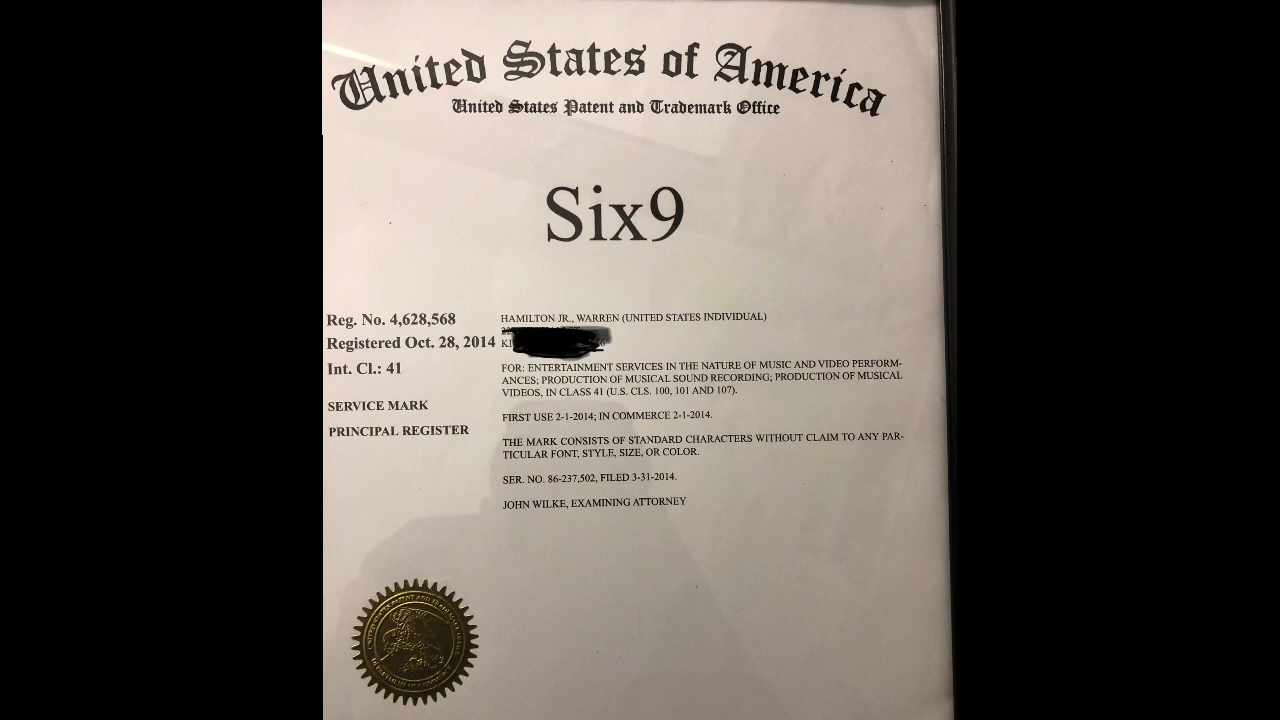 United States of America
United States Patent and Trademark Office
Six9
Reg. No. 4,628,568
Registered Oct. 28, 2014
Int. Cl.: 41
SERVICE MARK
PRINCIPAL REGISTER
HAMILTON JR., WARREN (UNITED STATES INDIVIDUAL)
FOR: ENTERTAINMENT SERVICES IN THE NATURE OF MUSIC AND VIDEO PERFORM-
ANCES; PRODUCTION OF MUSICAL SOUND RECORDING; PRODUCTION OF MUSICAL
VIDEOS, IN CLASS 41 (U.S. CLS. 100, 101 AND 107).
FIRST USE 2-1-2014; IN COMMERCE 2-1-2014.
THE MARK CONSISTS OF STANDARD CHARACTERS WITHOUT CLAIM TO ANY PAR-
TICULAR FONT, STYLE, SIZE, OR COLOR.
SER. NO. 86-237,502, FILED 3-31-2014.
JOHN WILKE, EXAMINING ATTORNEY